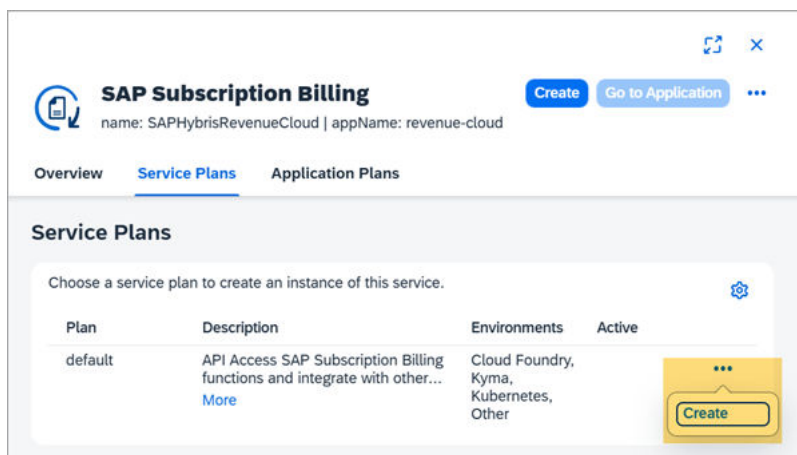 SAP Subscription Billing
name: SAPHybrisRevenueCloud | appName: revenue-cloud
Create
Go to Application
Overview
Service Plans
Application Plans
Service Plans
Choose a service plan to create an instance of this service.
Plan
Description
Environments
Active
default
API Access SAP Subscription Billing
functions and integrate with other...
More
Cloud Foundry,
Kyma,
Kubernetes,
Other
Create